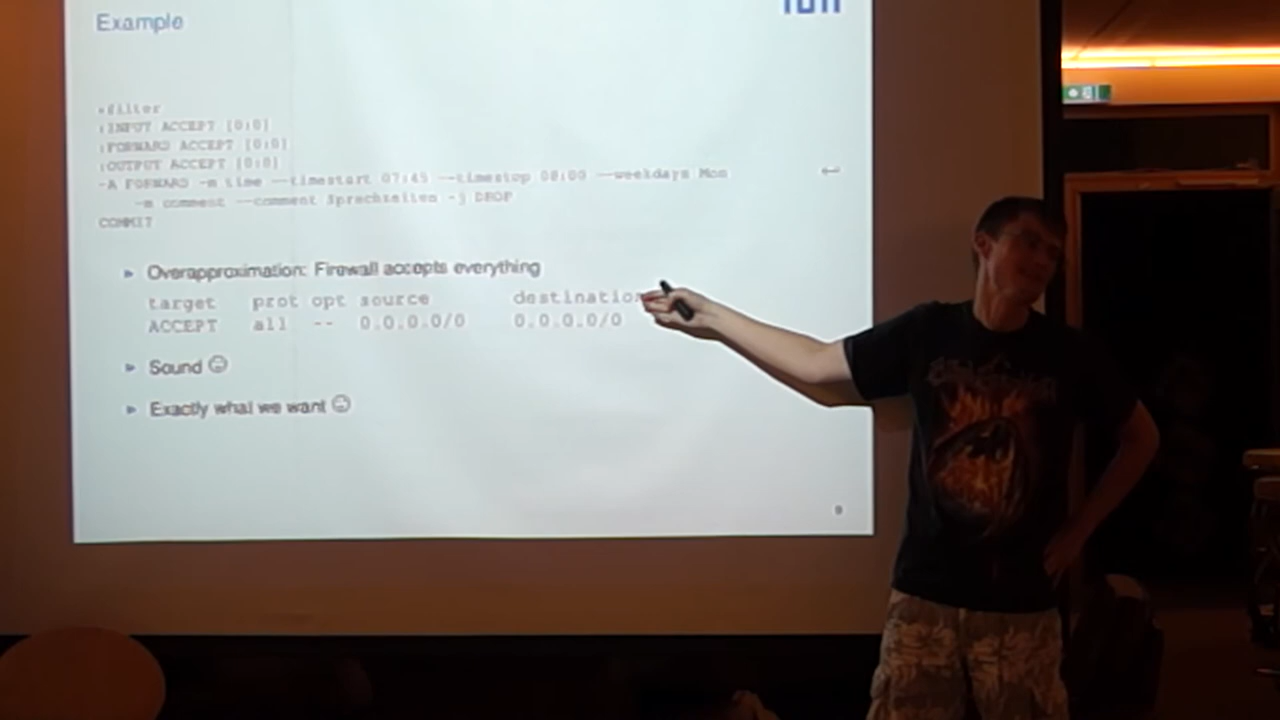 Example
*filter
:INPUT ACCEPT [0:0]
:FORWARD ACCEPT [0:0]
:OUTPUT ACCEPT [0:0]
-A FORWARD -m time --timestart 07:45 --timestop 08:00 --weekdays Mon ↩
-m comment --comment Sprechzeiten -j DROP
COMMIT
▶ Overapproximation: Firewall accepts everything
target prot opt source destination
ACCEPT all -- 0.0.0.0/0 0.0.0.0/0
▶ Sound ☺
▶ Exactly what we want ☺
9